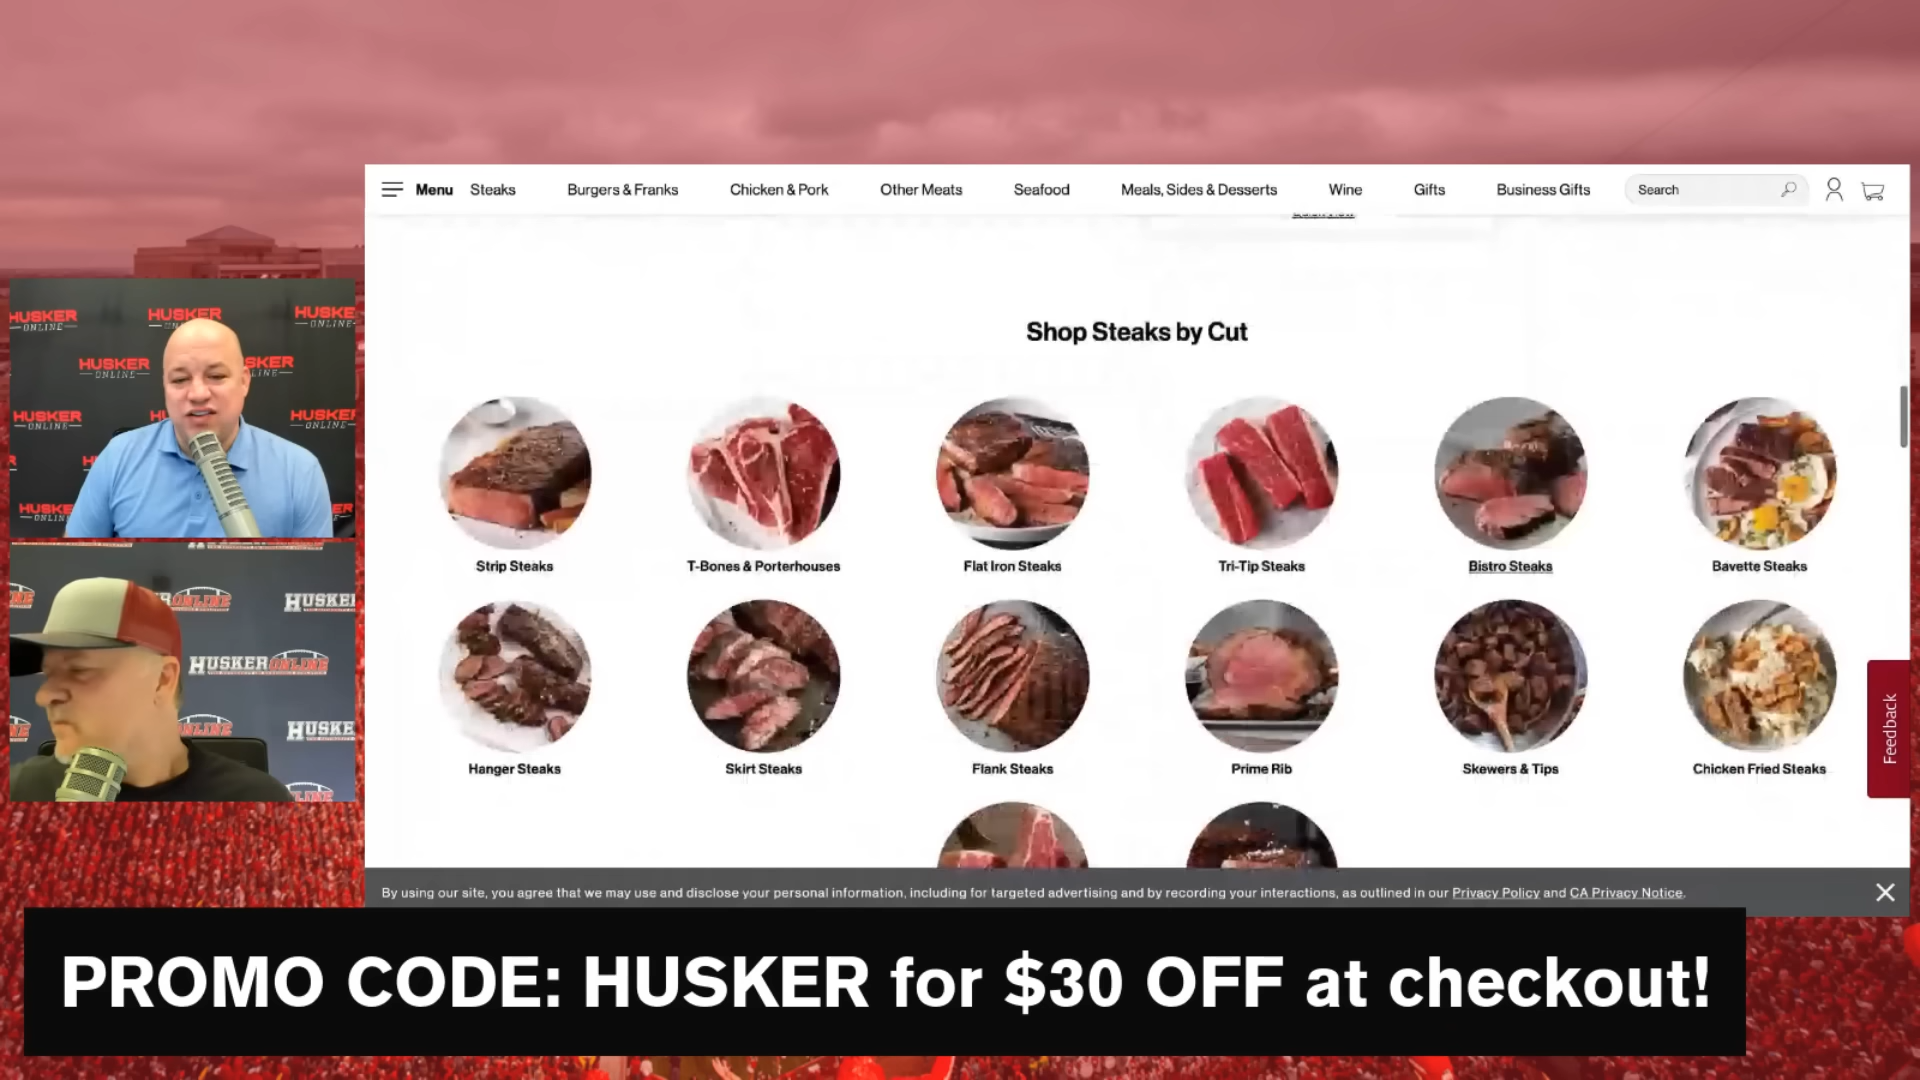 Menu Steaks Burgers & Franks Chicken & Pork Other Meats Seafood Meals, Sides & Desserts Wine Gifts Business Gifts Search
Shop Steaks by Cut
Strip Steaks T-Bones & Porterhouses Flat Iron Steaks Tri-Tip Steaks Bistro Steaks Bavette Steaks
Hanger Steaks Skirt Steaks Flank Steaks Prime Rib Skewers & Tips Chicken Fried Steaks
Feedback
By using our site, you agree that we may use and disclose your personal information, including for targeted advertising and by recording your interactions, as outlined in our Privacy Policy and CA Privacy Notice.
HUSKER
ONLINE
HUSKER
HUSKER
ONLINE
HUSKER
ONLINE
HUSKER
HUSKER
ONLINE
HUSKER ONLINE
PROMO CODE: HUSKER for $30 OFF at checkout!